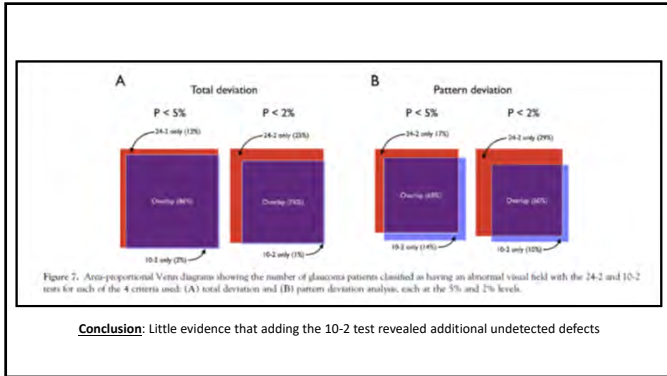 A
Total deviation
P < 5%
P < 2%
24-2 only (12%)
24-2 only (25%)
Overlap (86%)
Overlap (74%)
10-2 only (2%)
10-2 only (1%)
B
Pattern deviation
P < 5%
P < 2%
24-2 only 17%)
24-2 only (29%)
Overlap (69%)
Overlap (60%)
10-2 only (14%)
10-2 only (10%)
Figure 7. Area-proportional Venn diagrams showing the number of glaucoma patients classified as having an abnormal visual field with the 24-2 and 10-2
tests for each of the 4 criteria used: (A) total deviation and (B) pattern deviation analysis, each at the 5% and 2% levels.
Conclusion: Little evidence that adding the 10-2 test revealed additional undetected defects